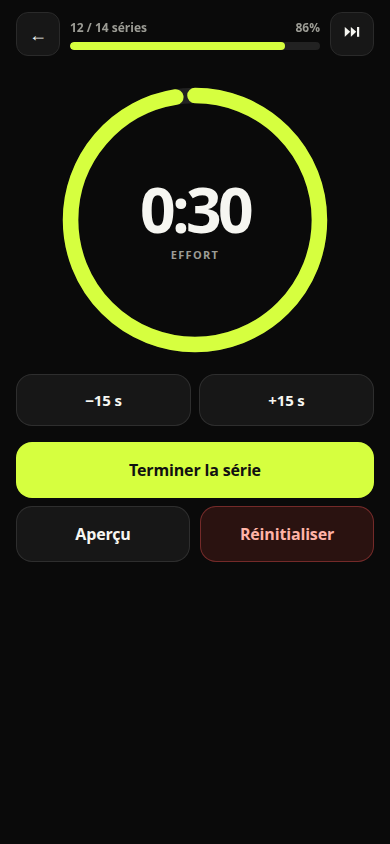 ←
12 / 14 séries
86%
⏭
0:30
EFFORT
−15 s
+15 s
Terminer la série
Aperçu
Réinitialiser